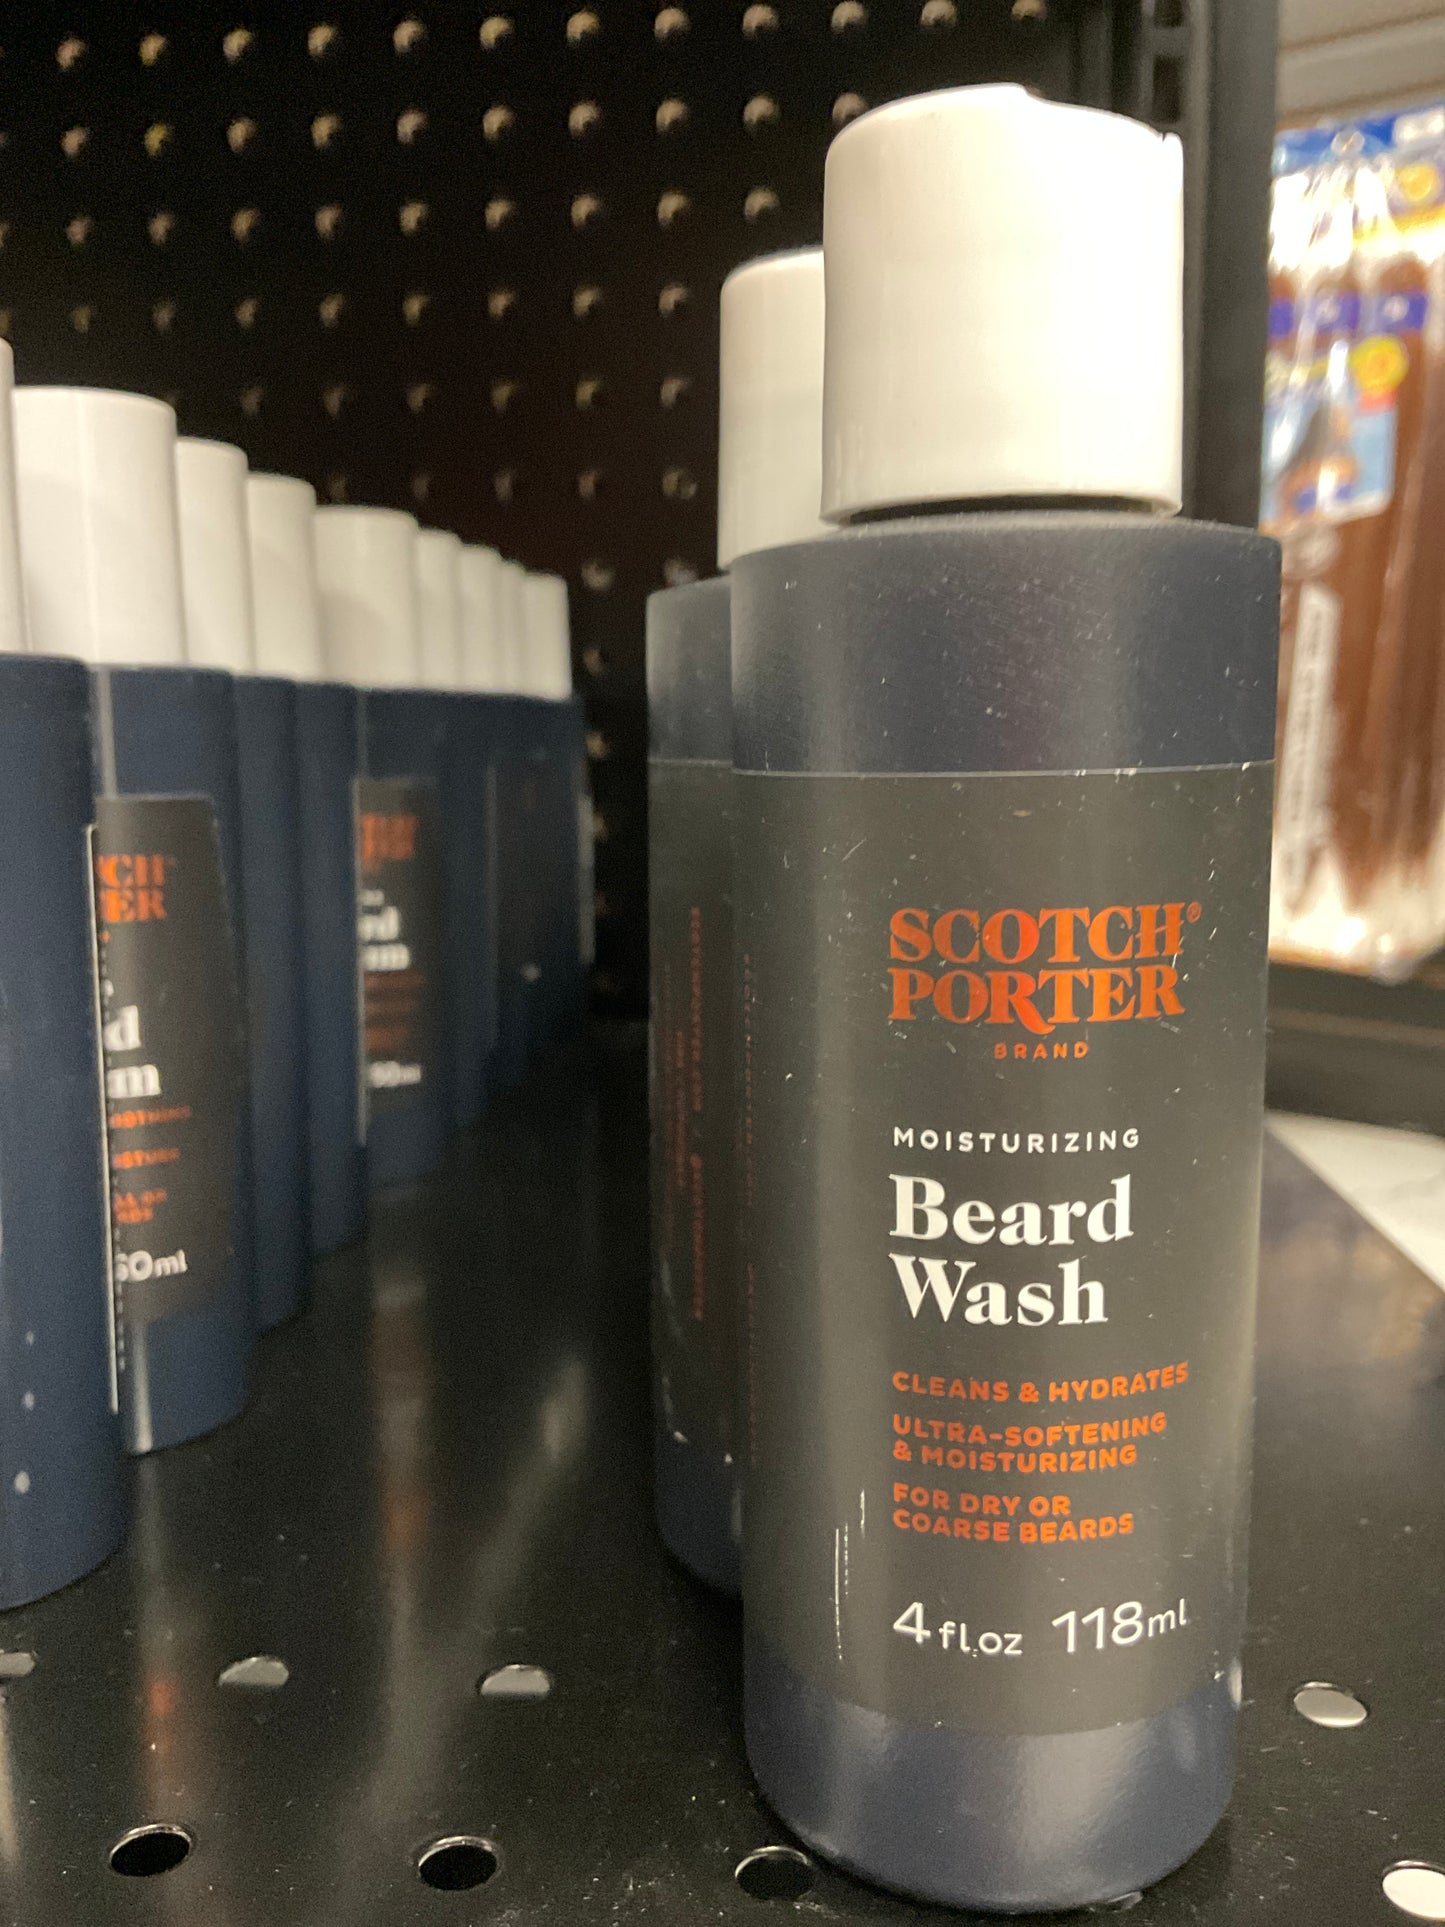 SCOTCH®
PORTER
BRAND
MOISTURIZING
Beard
Wash
CLEANS & HYDRATES
ULTRA-SOFTENING
& MOISTURIZING
FOR DRY OR
COARSE BEARDS
4 fl.oz 118ml